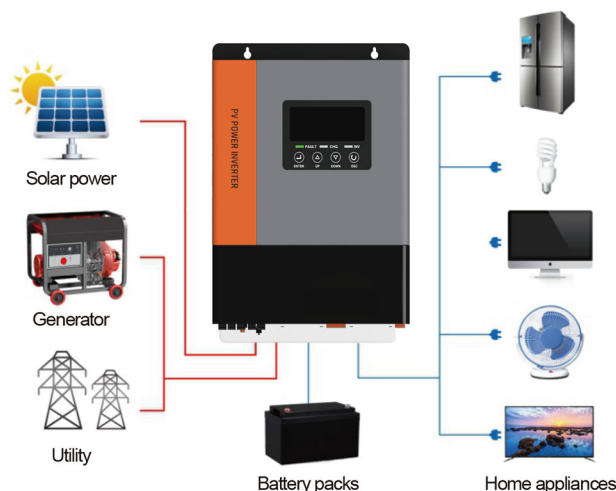 PV POWER INVERTER
FAULT CHG INV
ENTER UP DOWN ESC
Solar power
Generator
Utility
Battery packs
Home appliances